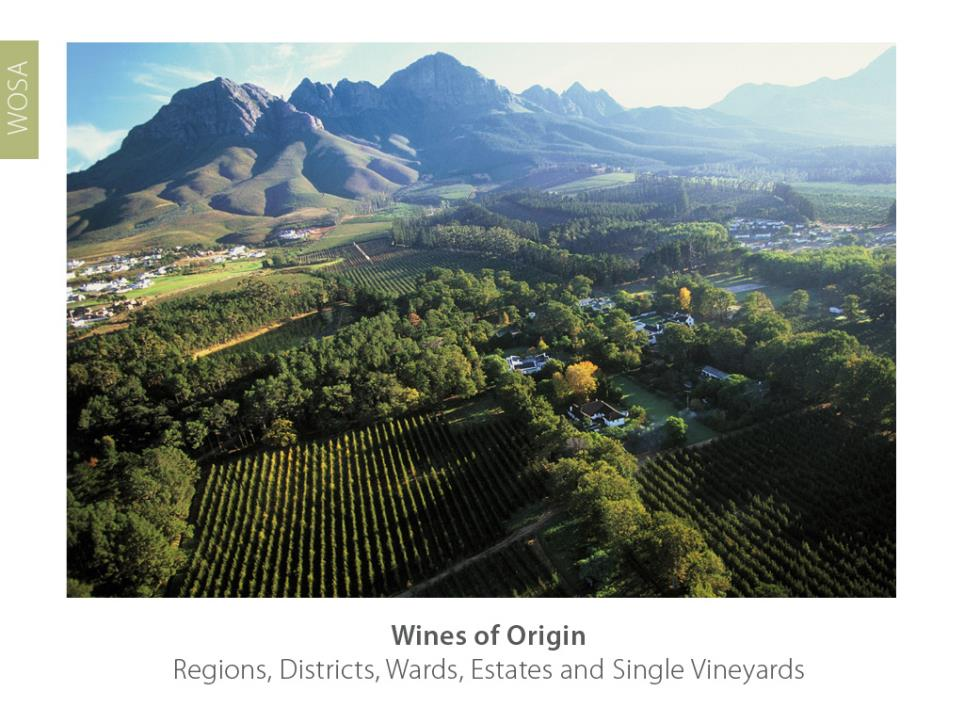 WOSA
Wines of Origin
Regions, Districts, Wards, Estates and Single Vineyards